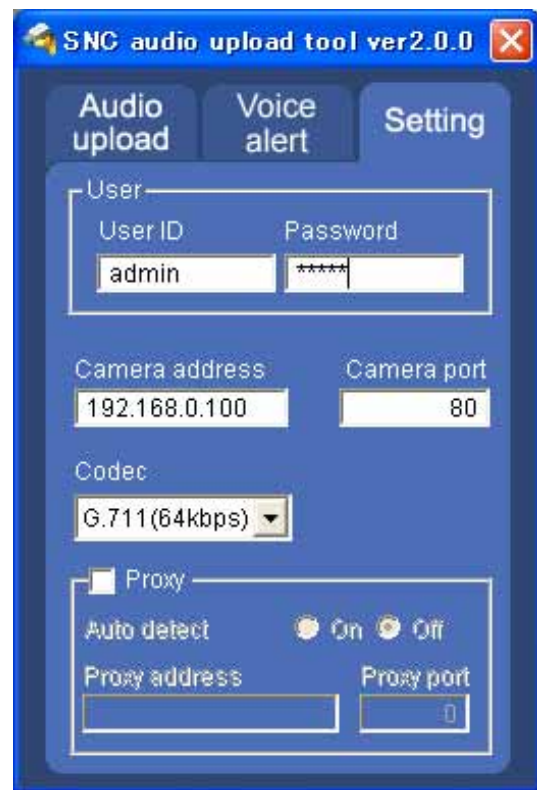 SNC audio upload tool ver2.0.0
Audio upload
Voice alert
Setting
User
User ID Password
admin *****
Camera address Camera port
192.168.0.100 80
Codec
G.711(64kbps)
Proxy
Auto detect On Off
Proxy address Proxy port
0